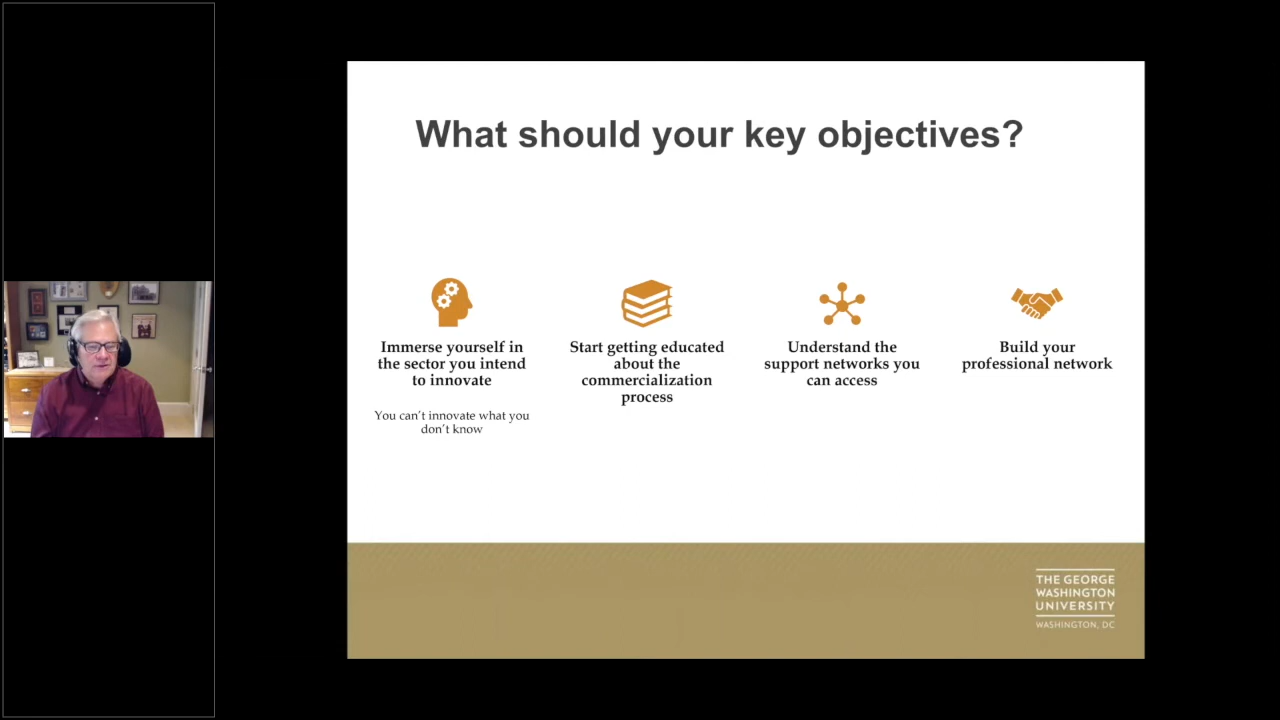 What should your key objectives?
Immerse yourself in
the sector you intend
to innovate
You can't innovate what you
don't know
Start getting educated
about the
commercialization
process
Understand the
support networks you
can access
Build your
professional network
THE GEORGE
WASHINGTON
UNIVERSITY
WASHINGTON, DC